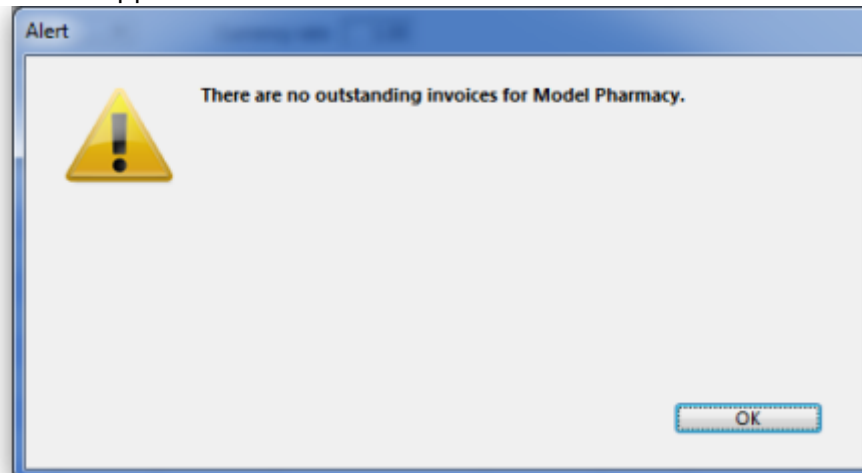 Alert
There are no outstanding invoices for Model Pharmacy.
OK